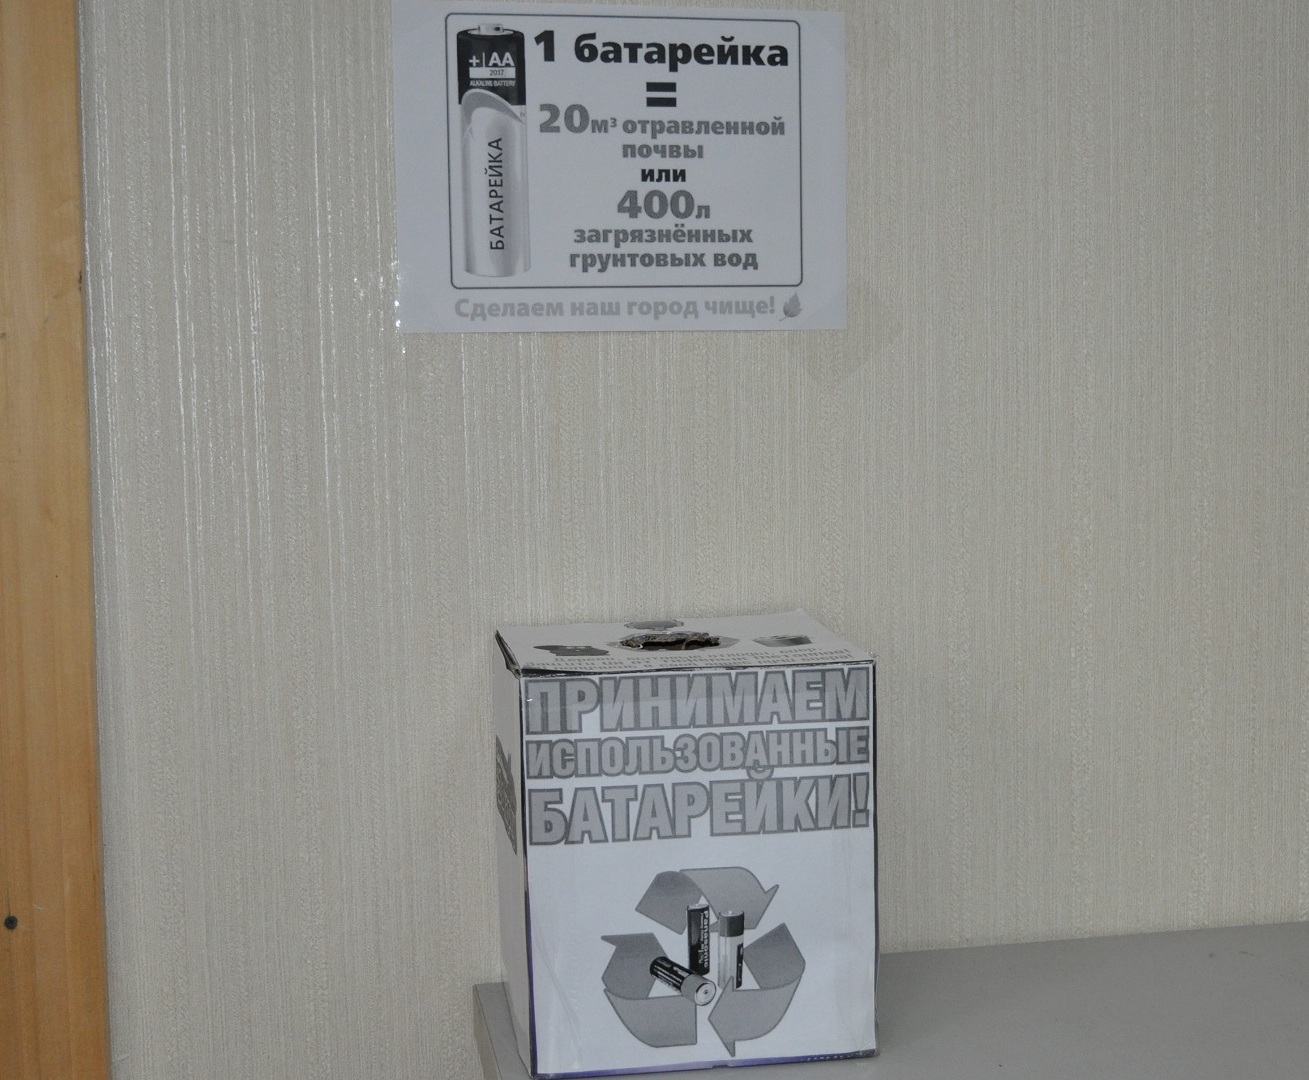 1 батарейка
=
20м³ отравленной
почвы
или
400л
загрязнённых
грунтовых вод
+ AA
2017
ALKALINE BATTERY
БАТАРЕЙКА
Сделаем наш город чище!
ПРИНИМАЕМ
ИСПОЛЬЗОВАННЫЕ
БАТАРЕЙКИ!
Panasonic